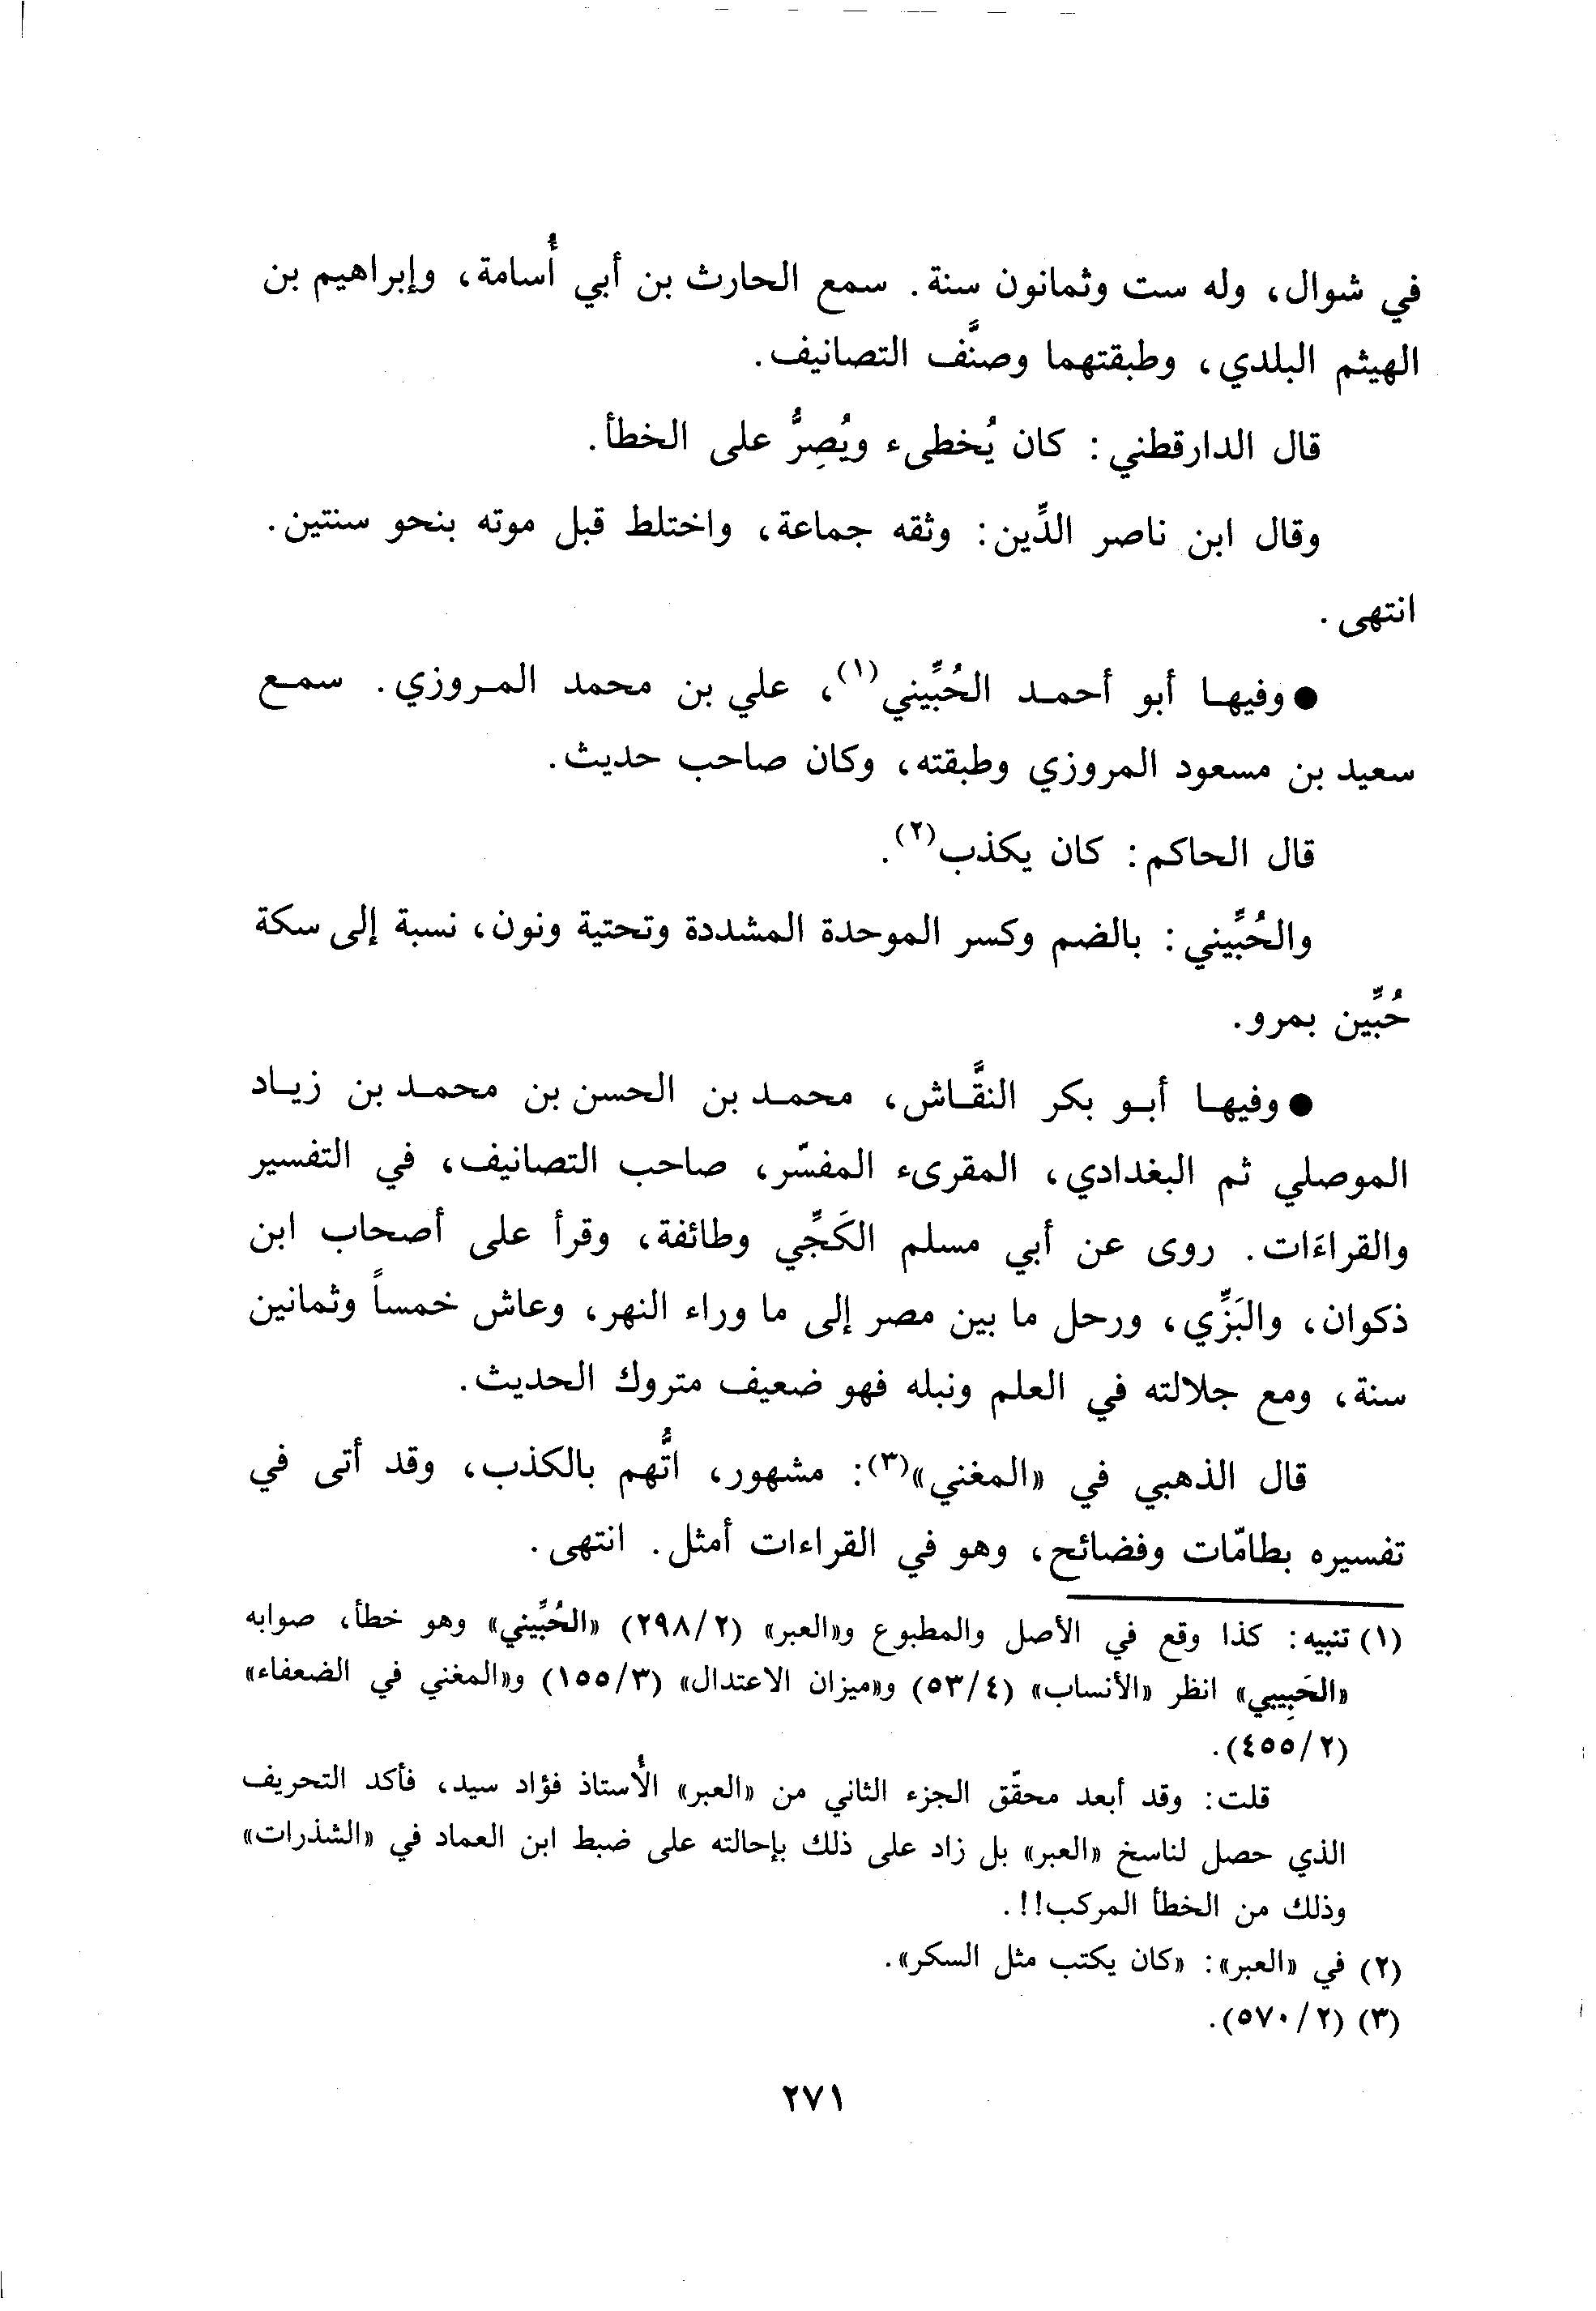 في شوال، وله ست وثمانون سنة. سمع الحارث بن أبي أُسامة، وإبراهيم بن
الهيثم البلدي، وطبقتهما وصنَّف التصانيف.
قال الدارقطني: كان يُخطىء ويُصِرُّ على الخطأ.
وقال ابن ناصر الدِّين: وثقه جماعة، واختلط قبل موته بنحو سنتين.
انتهى.
● وفيها أبو أحمد الحُبِّيني(١)، علي بن محمد المروزي. سمع
سعيد بن مسعود المروزي وطبقته، وكان صاحب حديث.
قال الحاكم: كان يكذب(٢).
والحُبِّيني: بالضم وكسر الموحدة المشددة وتحتية ونون، نسبة إلى سكة
حُبِّين بمرو.
● وفيها أبو بكر النقَّاش، محمد بن الحسن بن محمد بن زياد
الموصلي ثم البغدادي، المقرىء المفسّر، صاحب التصانيف، في التفسير
والقراءَات. روى عن أبي مسلم الكَجِّي وطائفة، وقرأ على أصحاب ابن
ذكوان، والبَزِّي، ورحل ما بين مصر إلى ما وراء النهر، وعاش خمساً وثمانين
سنة، ومع جلالته في العلم ونبله فهو ضعيف متروك الحديث.
قال الذهبي في «المغني»(٣): مشهور، اتُّهم بالكذب، وقد أتى في
تفسيره بطامّات وفضائح، وهو في القراءات أمثل. انتهى.
(١) تنبيه: كذا وقع في الأصل والمطبوع و«العبر» (٢٩٨/٢) «الحُبِّيني» وهو خطأ، صوابه
«الحَبِيبي» انظر «الأنساب» (٥٣/٤) و«ميزان الاعتدال» (١٥٥/٣) و«المغني في الضعفاء»
(٤٥٥/٢).
قلت: وقد أبعد محقّق الجزء الثاني من «العبر» الأُستاذ فؤاد سيد، فأكد التحريف
الذي حصل لناسخ «العبر» بل زاد على ذلك بإحالته على ضبط ابن العماد في «الشذرات»
وذلك من الخطأ المركب!!.
(٢) في «العبر»: «كان يكتب مثل السكر».
(٣) (٥٧٠/٢).
٢٧١